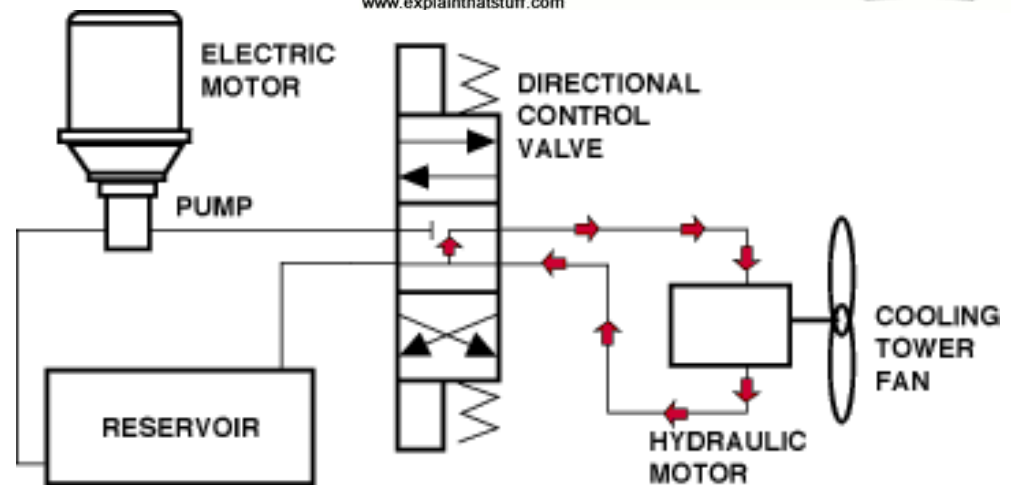 www.explainthatstuff.com
ELECTRIC
MOTOR
DIRECTIONAL
CONTROL
VALVE
PUMP
COOLING
TOWER
FAN
RESERVOIR
HYDRAULIC
MOTOR